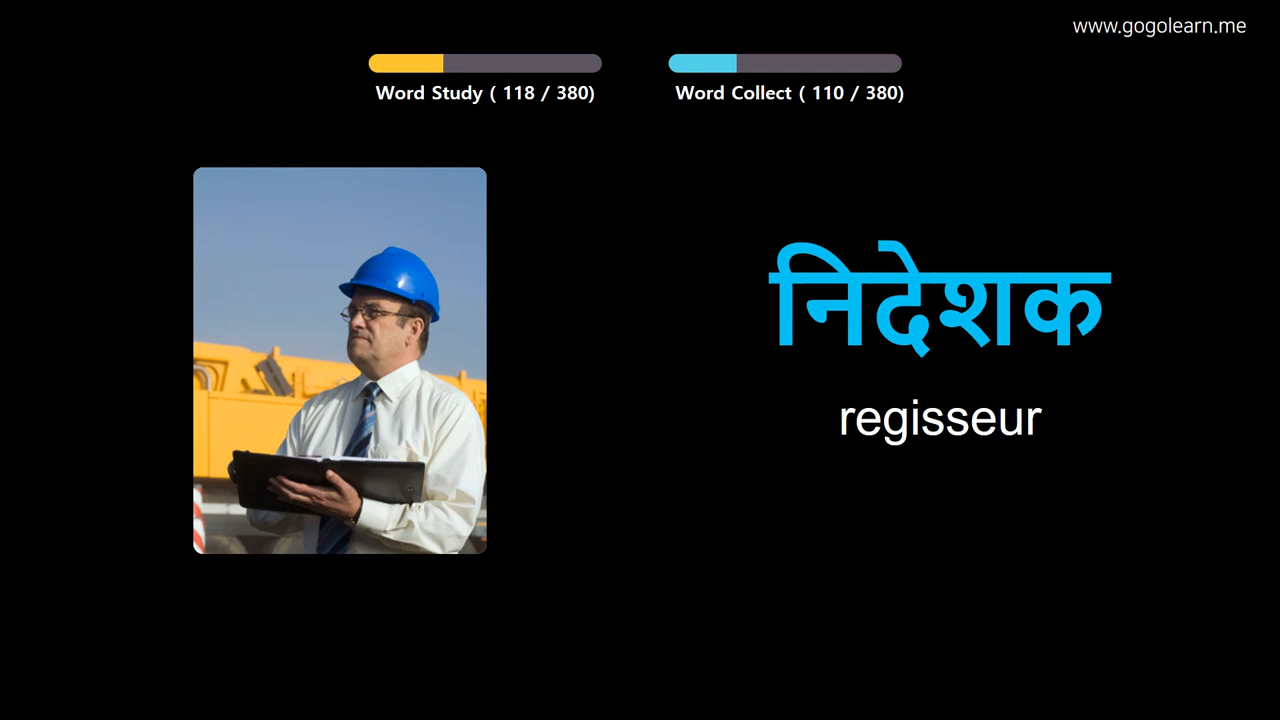 www.gogolearn.me
Word Study ( 118 / 380)
Word Collect ( 110 / 380)
निदेशक
regisseur